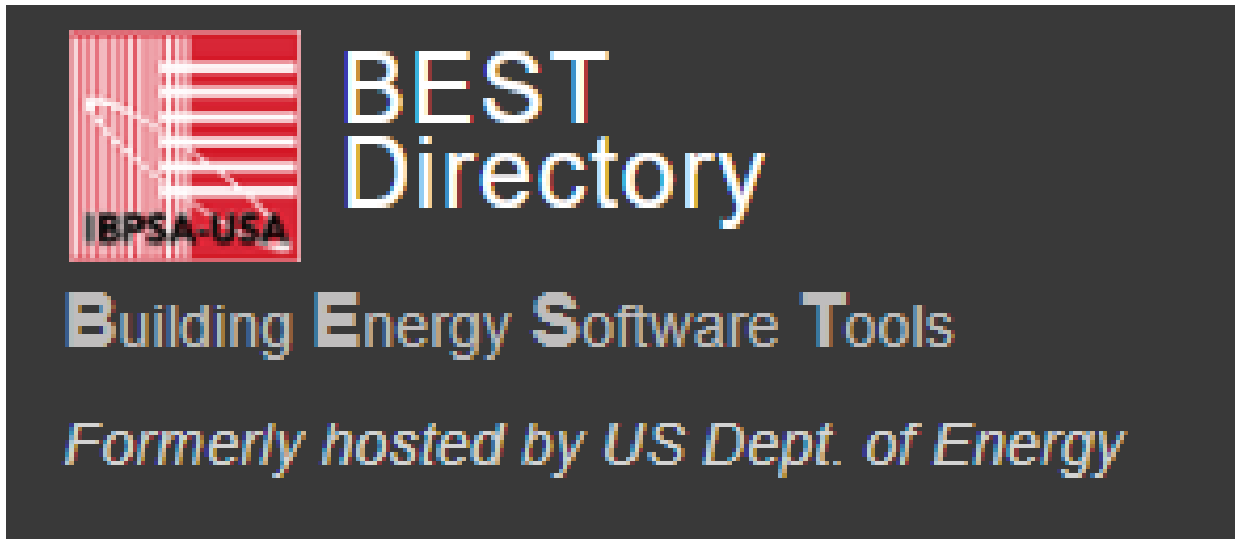 BEST
Directory
IBPSA-USA
Building Energy Software Tools
Formerly hosted by US Dept. of Energy